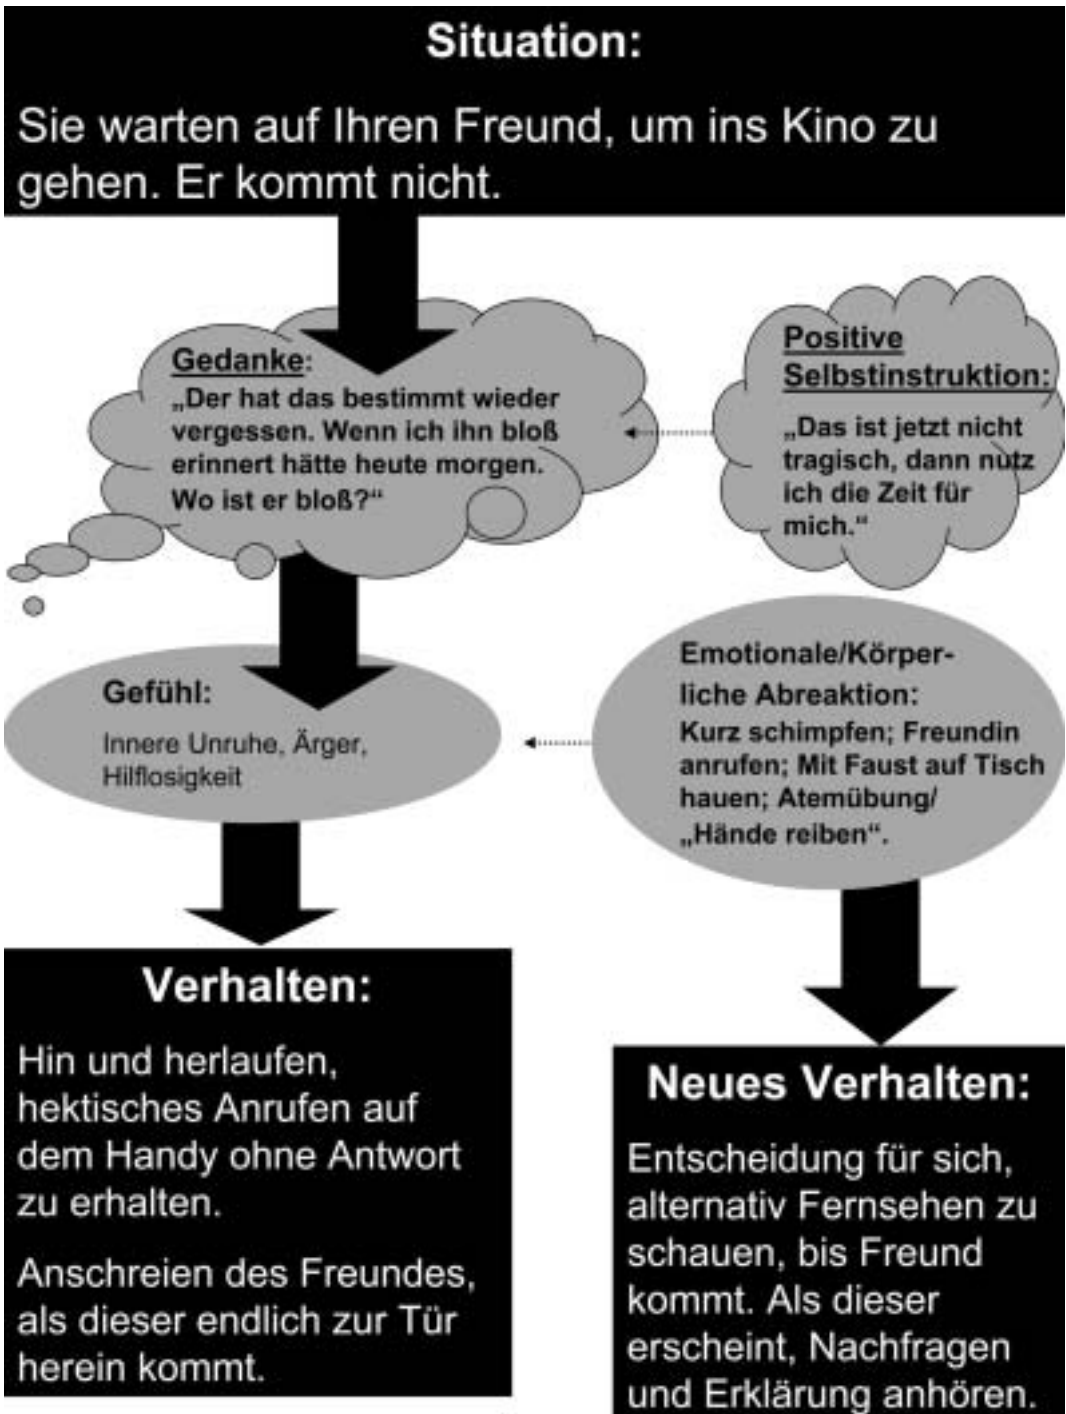 Situation:
Sie warten auf Ihren Freund, um ins Kino zu
gehen. Er kommt nicht.
Gedanke:
„Der hat das bestimmt wieder
vergessen. Wenn ich ihn bloß
erinnert hätte heute morgen.
Wo ist er bloß?“
Positive
Selbstinstruktion:
„Das ist jetzt nicht
tragisch, dann nutz
ich die Zeit für
mich.“
Gefühl:
Innere Unruhe, Ärger,
Hilflosigkeit
Emotionale/Körper-
liche Abreaktion:
Kurz schimpfen; Freundin
anrufen; Mit Faust auf Tisch
hauen; Atemübung/
„Hände reiben“.
Verhalten:
Hin und herlaufen,
hektisches Anrufen auf
dem Handy ohne Antwort
zu erhalten.
Anschreien des Freundes,
als dieser endlich zur Tür
herein kommt.
Neues Verhalten:
Entscheidung für sich,
alternativ Fernsehen zu
schauen, bis Freund
kommt. Als dieser
erscheint, Nachfragen
und Erklärung anhören.